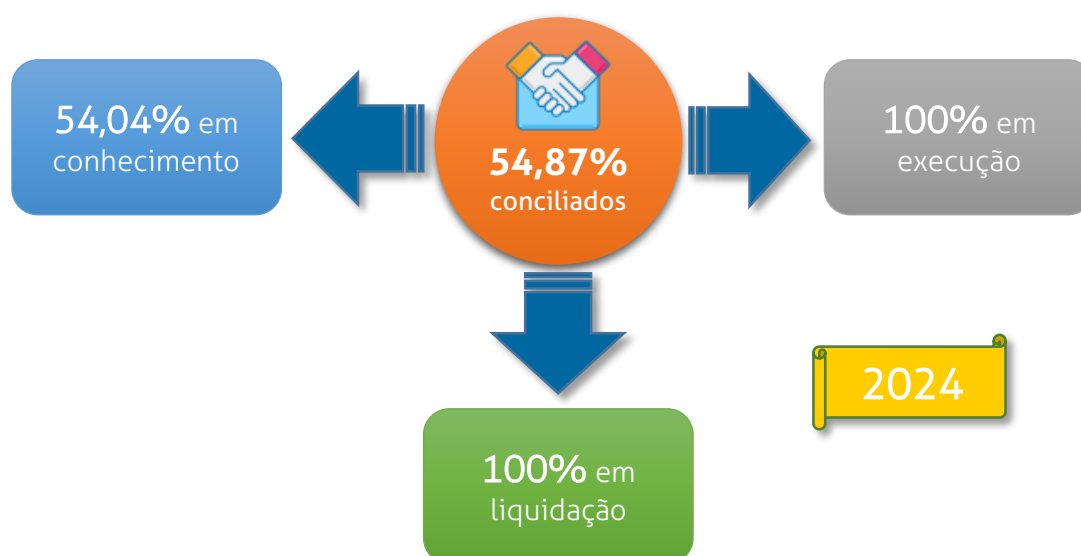 54,04% em
conhecimento
54,87%
conciliados
100% em
execução
2024
100% em
liquidação